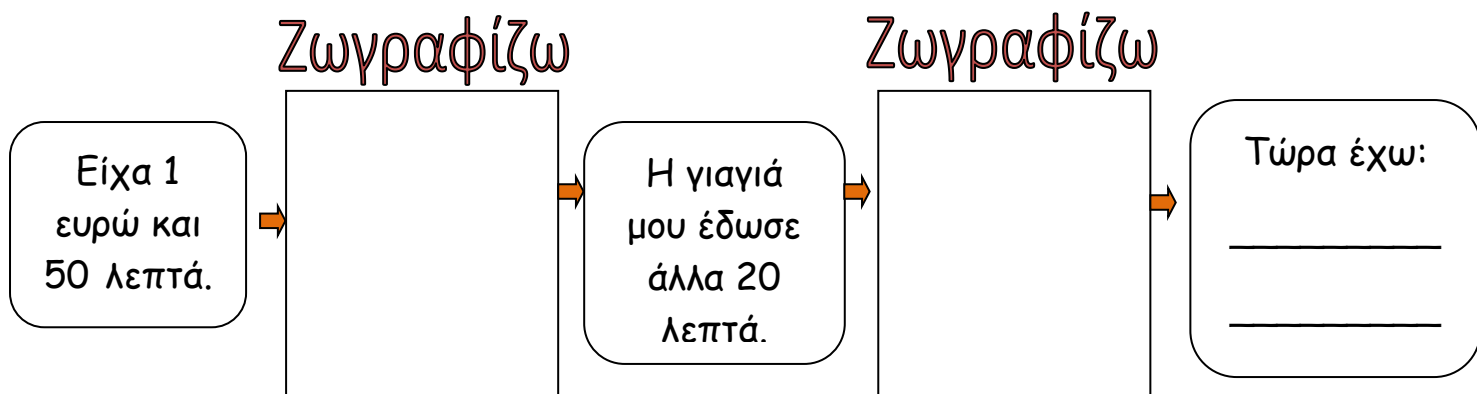 Ζωγραφίζω
Ζωγραφίζω
Είχα 1
ευρώ και
50 λεπτά.
Η γιαγιά
μου έδωσε
άλλα 20
λεπτά.
Τώρα έχω: